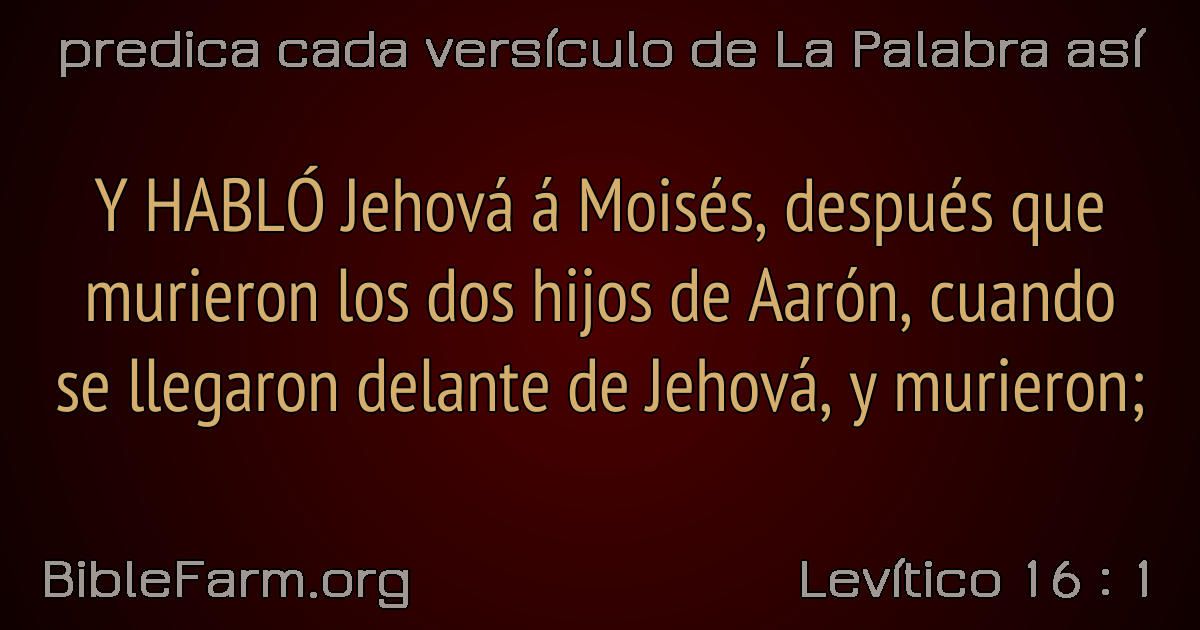 predica cada versículo de La Palabra así
Y HABLÓ Jehová á Moisés, después que
murieron los dos hijos de Aarón, cuando
se llegaron delante de Jehová, y murieron;
BibleFarm.org
Levítico 16 : 1